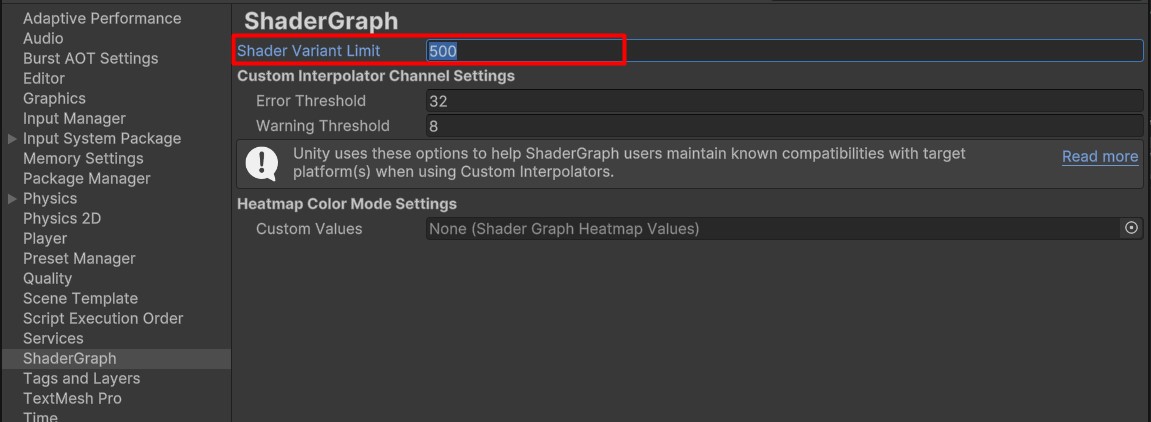 Adaptive Performance
Audio
Burst AOT Settings
Editor
Graphics
Input Manager
Input System Package
Memory Settings
Package Manager
Physics
Physics 2D
Player
Preset Manager
Quality
Scene Template
Script Execution Order
Services
ShaderGraph
Tags and Layers
TextMesh Pro
Time
ShaderGraph
Shader Variant Limit 500
Custom Interpolator Channel Settings
Error Threshold 32
Warning Threshold 8
Unity uses these options to help ShaderGraph users maintain known compatibilities with target
platform(s) when using Custom Interpolators.
Read more
Heatmap Color Mode Settings
Custom Values None (Shader Graph Heatmap Values)